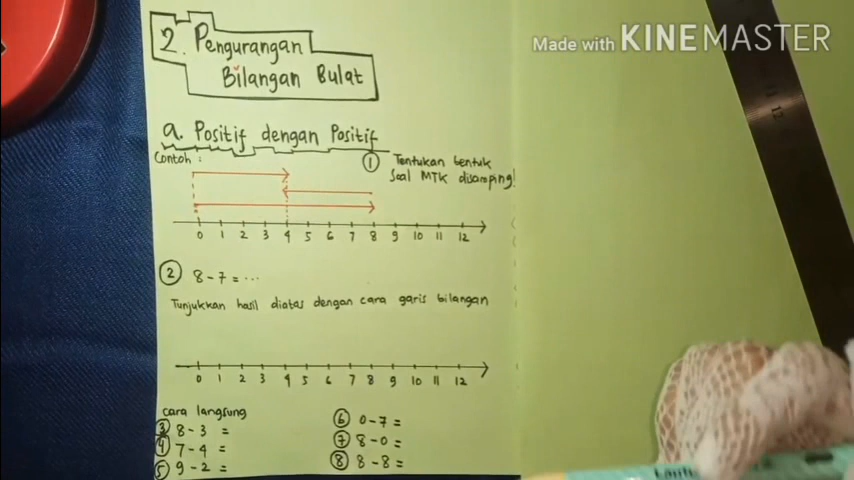 Made with KINEMASTER
2. Pengurangan
Bilangan Bulat
a. Positif dengan Positif
Contoh :
① Tentukan bentuk
Soal MTK disamping!
0 1 2 3 4 5 6 7 8 9 10 11 12
② 8 - 7 = ...
Tunjukkan hasil diatas dengan cara garis bilangan
0 1 2 3 4 5 6 7 8 9 10 11 12
cara langsung
③ 8 - 3 =
④ 7 - 4 =
⑤ 9 - 2 =
⑥ 0 - 7 =
⑦ 8 - 0 =
⑧ 8 - 8 =